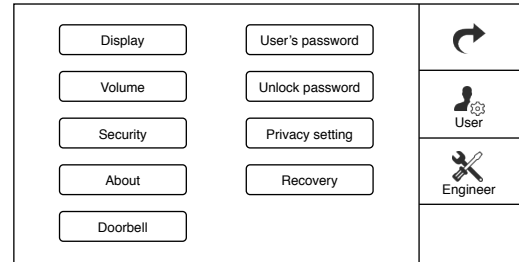 Display
Volume
Security
About
Doorbell
User's password
Unlock password
Privacy setting
Recovery
User
Engineer